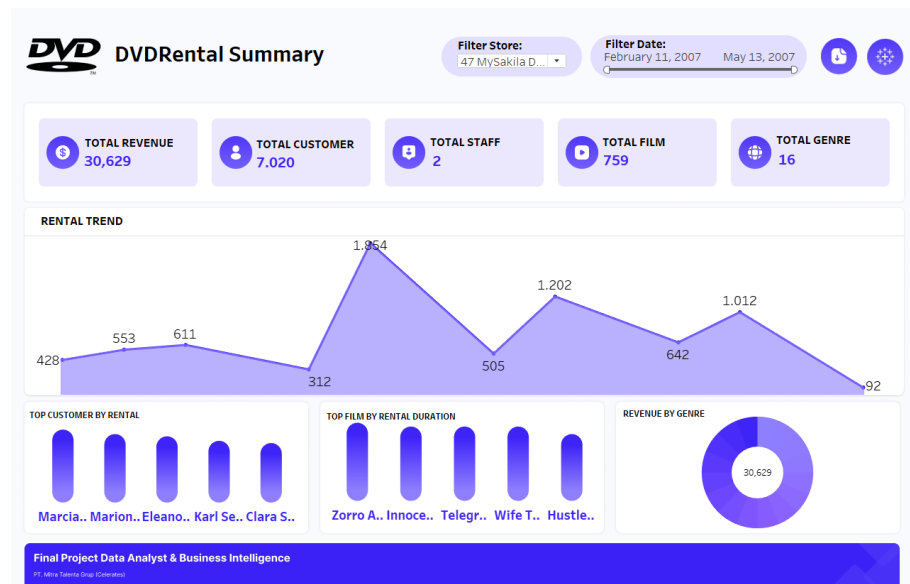 DVD
DVDRental Summary
Filter Store:
47 MySakila D...
Filter Date:
February 11, 2007 May 13, 2007
TOTAL REVENUE
30,629
TOTAL CUSTOMER
7.020
TOTAL STAFF
2
TOTAL FILM
759
TOTAL GENRE
16
RENTAL TREND
428
553
611
312
1.854
505
1.202
642
1.012
92
TOP CUSTOMER BY RENTAL
Marcia.. Marion.. Eleano.. Karl Se.. Clara S..
TOP FILM BY RENTAL DURATION
Zorro A.. Innoce.. Telegr.. Wife T.. Hustle..
REVENUE BY GENRE
30,629
Final Project Data Analyst & Business Intelligence
PT. Mitra Talenta Grup (Celerates)